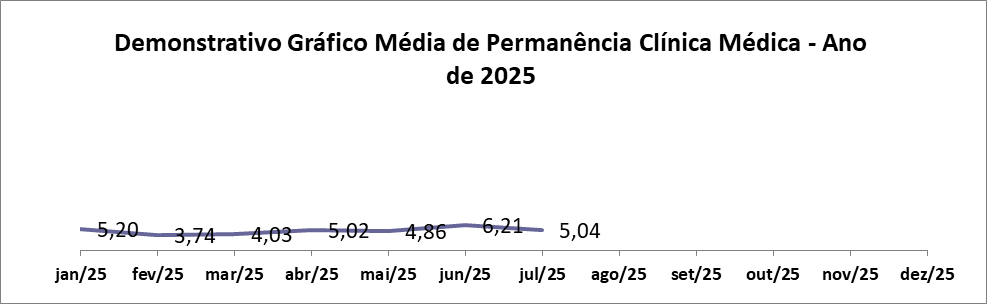 Demonstrativo Gráfico Média de Permanência Clínica Médica - Ano
de 2025
5,20 3,74 4,03 5,02 4,86 6,21 5,04
jan/25 fev/25 mar/25 abr/25 mai/25 jun/25 jul/25 ago/25 set/25 out/25 nov/25 dez/25